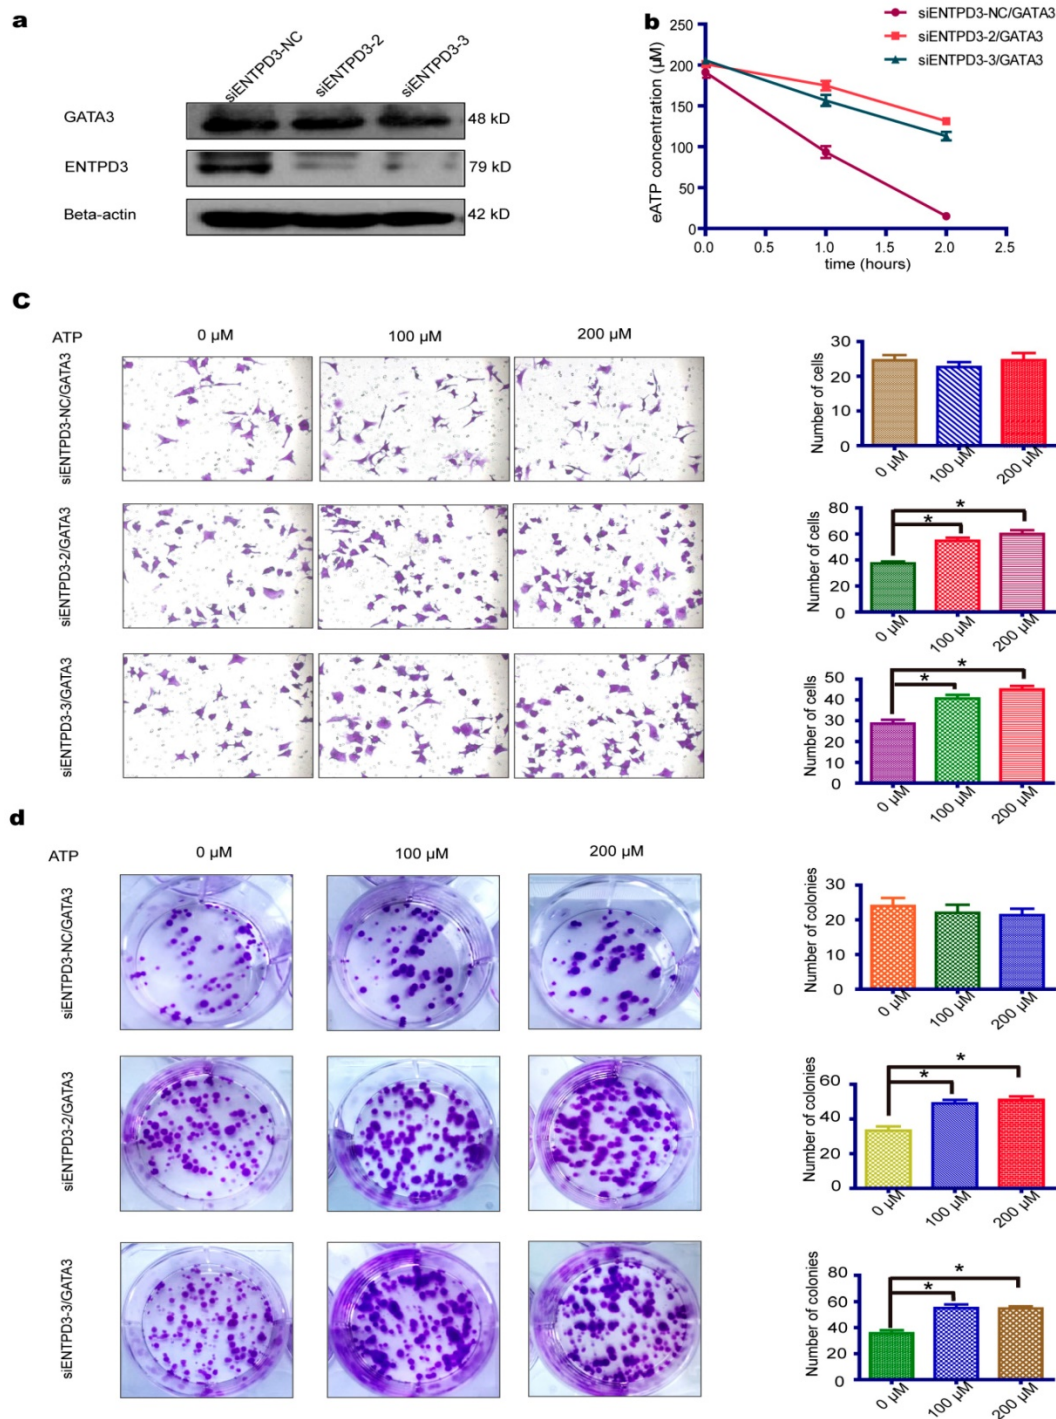 a
siENTPD3-NC
siENTPD3-2
siENTPD3-3
GATA3
48 kD
ENTPD3
79 kD
Beta-actin
42 kD
b
siENTPD3-NC/GATA3
siENTPD3-2/GATA3
siENTPD3-3/GATA3
eATP concentration (µM)
250
200
150
100
50
0
0.0 0.5 1.0 1.5 2.0 2.5
time (hours)
c
ATP 0 µM 100 µM 200 µM
siENTPD3-NC/GATA3
Number of cells
30
20
10
0
0 µM 100 µM 200 µM
siENTPD3-2/GATA3
Number of cells
80
60
40
20
0
*
*
0 µM 100 µM 200 µM
siENTPD3-3/GATA3
Number of cells
50
40
30
20
10
0
*
*
0 µM 100 µM 200 µM
d
ATP 0 µM 100 µM 200 µM
siENTPD3-NC/GATA3
Number of colonies
30
20
10
0
0 µM 100 µM 200 µM
siENTPD3-2/GATA3
Number of colonies
60
40
20
0
*
*
0 µM 100 µM 200 µM
siENTPD3-3/GATA3
Number of colonies
80
60
40
20
0
*
*
0 µM 100 µM 200 µM